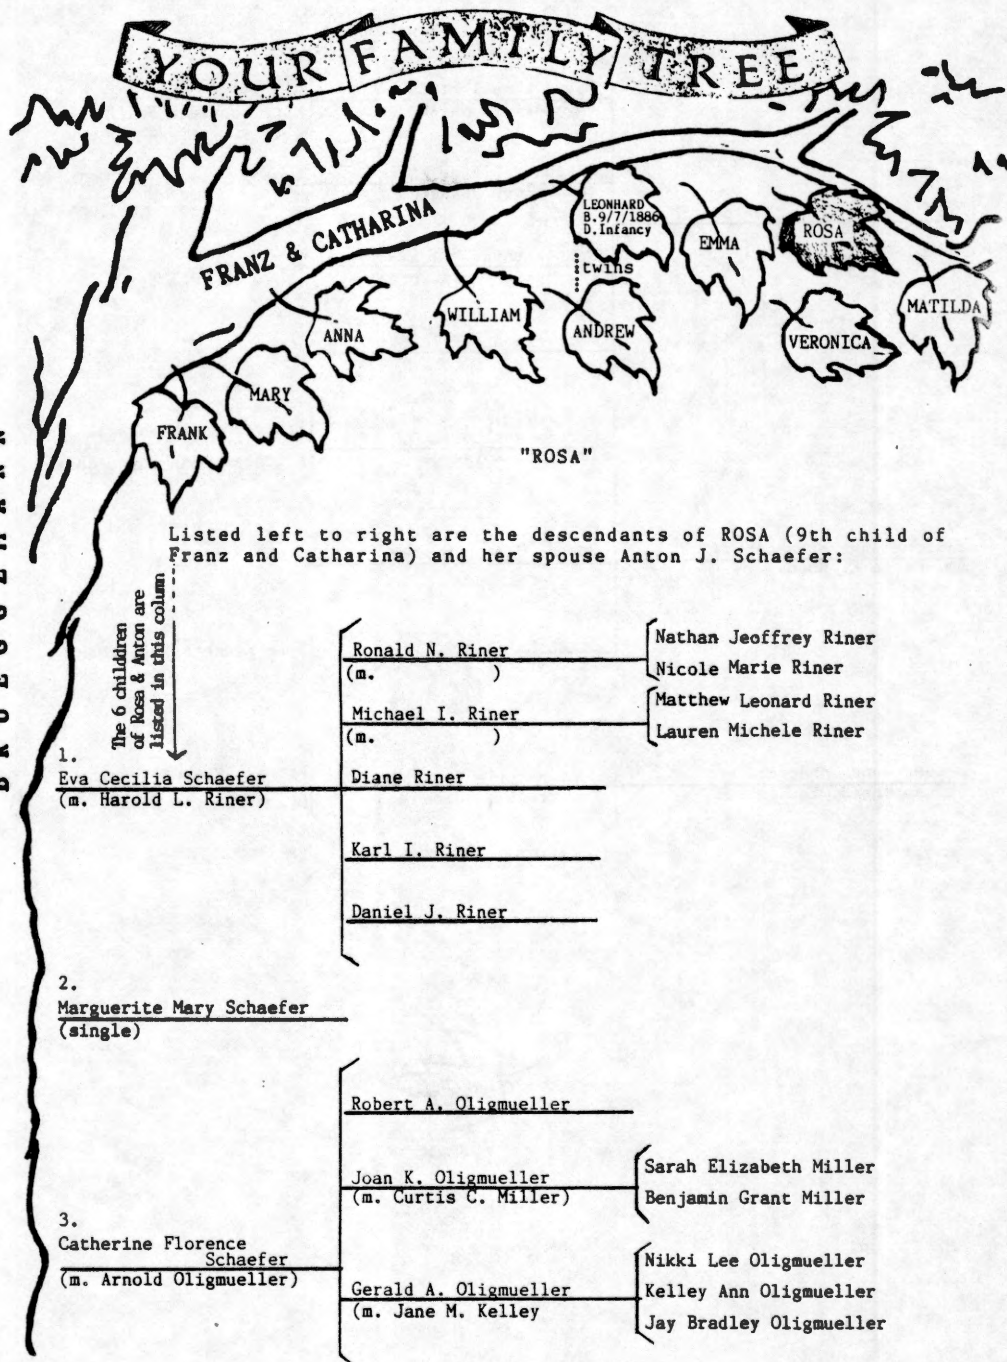 YOUR FAMILY TREE
FRANZ & CATHARINA
LEONHARD
B.9/7/1886
D.Infancy
twins
EMMA
ROSA
MATILDA
ANNA
WILLIAM
ANDREW
VERONICA
MARY
FRANK
BRUEGGEMANN
"ROSA"
Listed left to right are the descendants of ROSA (9th child of
Franz and Catharina) and her spouse Anton J. Schaefer:
The 6 childdren
of Rosa & Anton are
listed in this column
1.
Eva Cecilia Schaefer
(m. Harold L. Riner)
Ronald N. Riner
(m. )
Nathan Jeoffrey Riner
Nicole Marie Riner
Michael I. Riner
(m. )
Matthew Leonard Riner
Lauren Michele Riner
Diane Riner
Karl I. Riner
Daniel J. Riner
2.
Marguerite Mary Schaefer
(single)
3.
Catherine Florence
Schaefer
(m. Arnold Oligmueller)
Robert A. Oligmueller
Joan K. Oligmueller
(m. Curtis C. Miller)
Sarah Elizabeth Miller
Benjamin Grant Miller
Gerald A. Oligmueller
(m. Jane M. Kelley
Nikki Lee Oligmueller
Kelley Ann Oligmueller
Jay Bradley Oligmueller